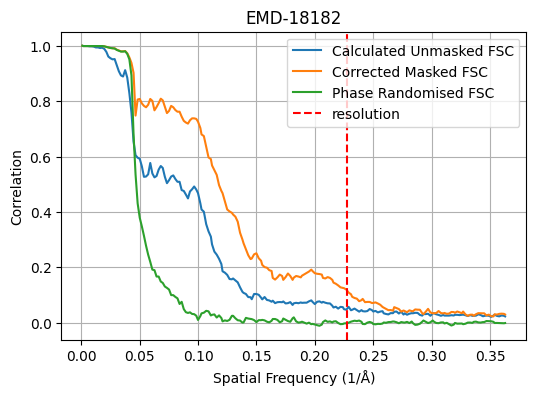 EMD-18182
Calculated Unmasked FSC
Corrected Masked FSC
Phase Randomised FSC
resolution
Correlation
1.0
0.8
0.6
0.4
0.2
0.0
0.00 0.05 0.10 0.15 0.20 0.25 0.30 0.35
Spatial Frequency (1/Å)